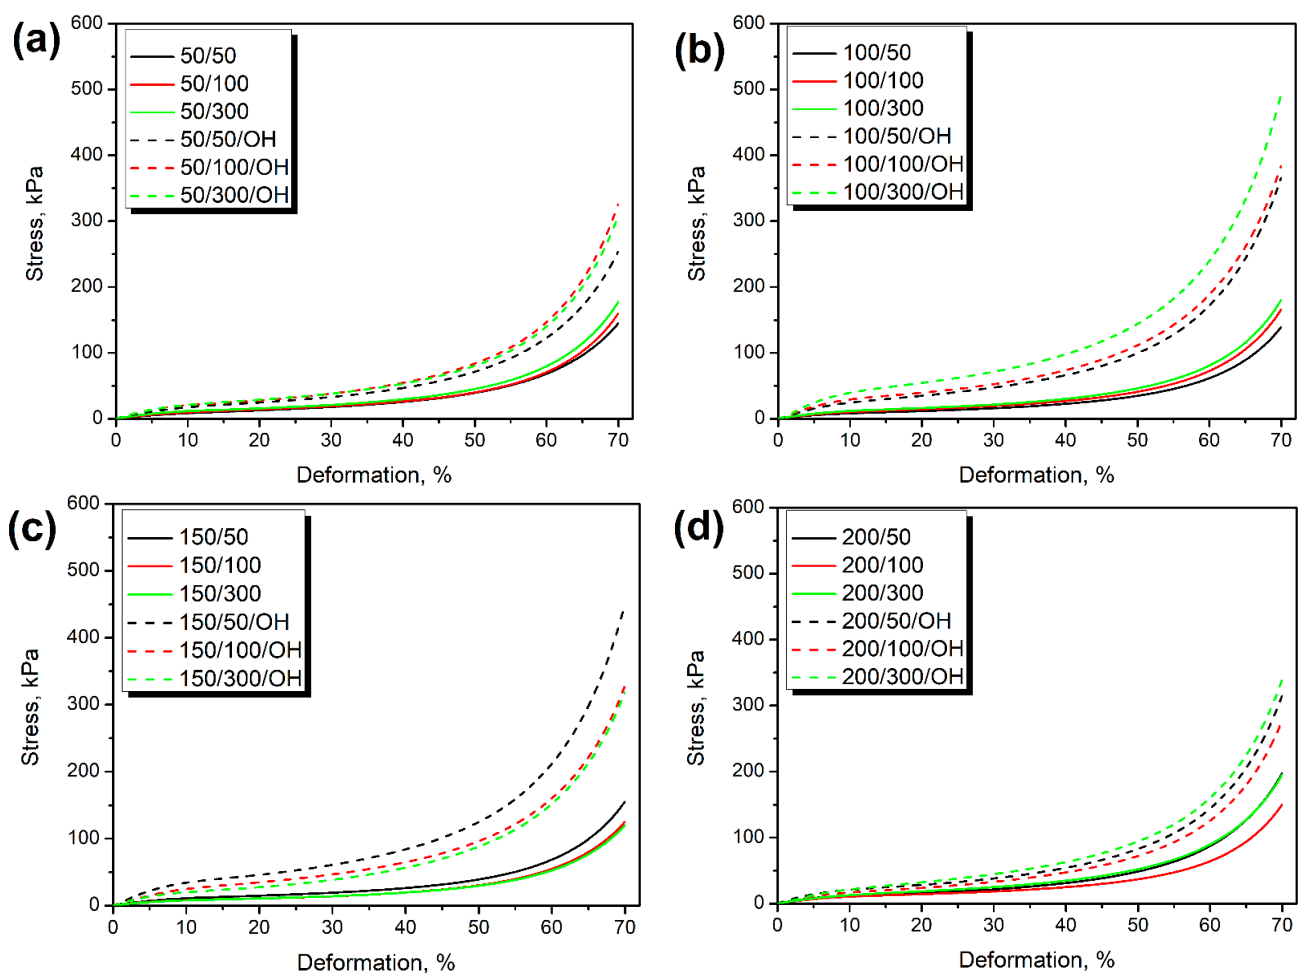 (a)
600
500
400
300
200
100
0
Stress, kPa
50/50
50/100
50/300
50/50/OH
50/100/OH
50/300/OH
0 10 20 30 40 50 60 70
Deformation, %
(b)
600
500
400
300
200
100
0
Stress, kPa
100/50
100/100
100/300
100/50/OH
100/100/OH
100/300/OH
0 10 20 30 40 50 60 70
Deformation, %
(c)
600
500
400
300
200
100
0
Stress, kPa
150/50
150/100
150/300
150/50/OH
150/100/OH
150/300/OH
0 10 20 30 40 50 60 70
Deformation, %
(d)
600
500
400
300
200
100
0
Stress, kPa
200/50
200/100
200/300
200/50/OH
200/100/OH
200/300/OH
0 10 20 30 40 50 60 70
Deformation, %